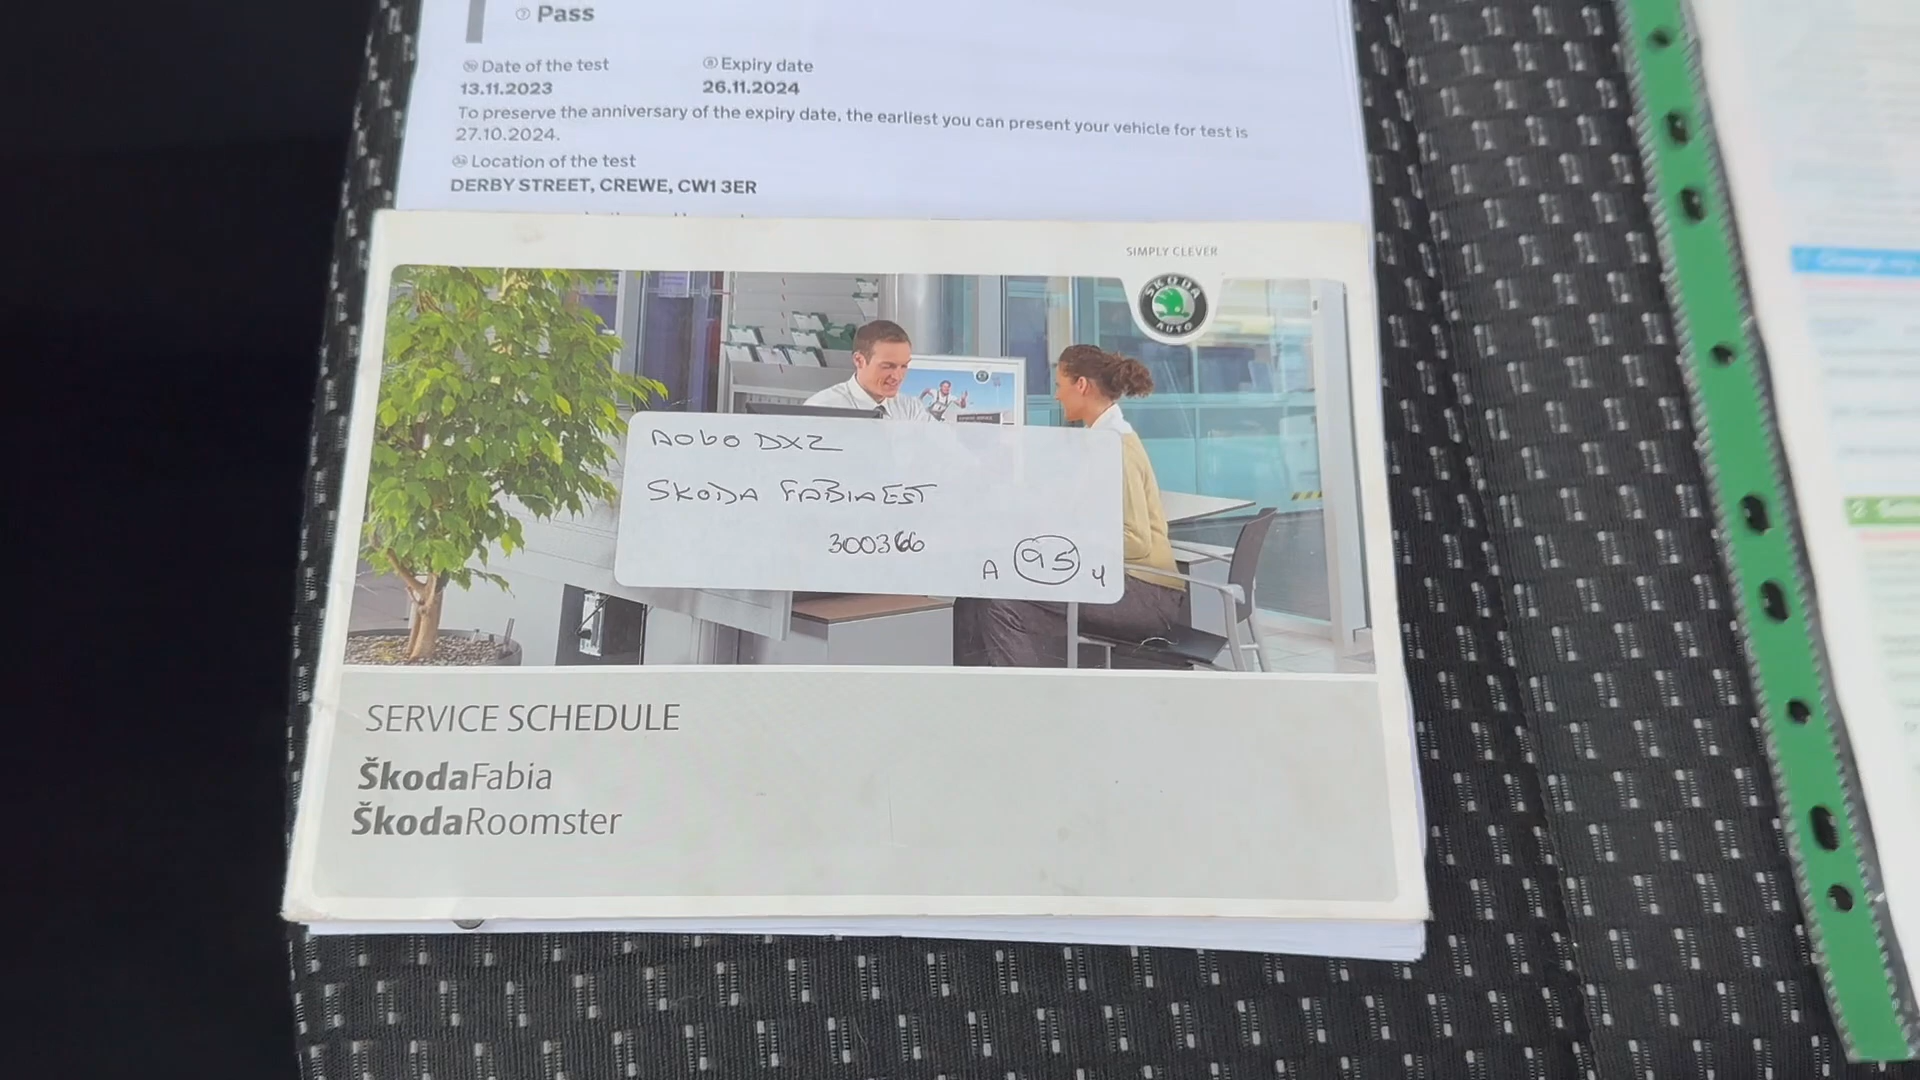 Pass
Date of the test
13.11.2023
Expiry date
26.11.2024
To preserve the anniversary of the expiry date, the earliest you can present your vehicle for test is
27.10.2024.
Location of the test
DERBY STREET, CREWE, CW1 3ER
SIMPLY CLEVER
SKODA
AUTO
AO60 DXZ
SKODA FABIA EST
300366
A 95 4
SERVICE SCHEDULE
ŠkodaFabia
ŠkodaRoomster